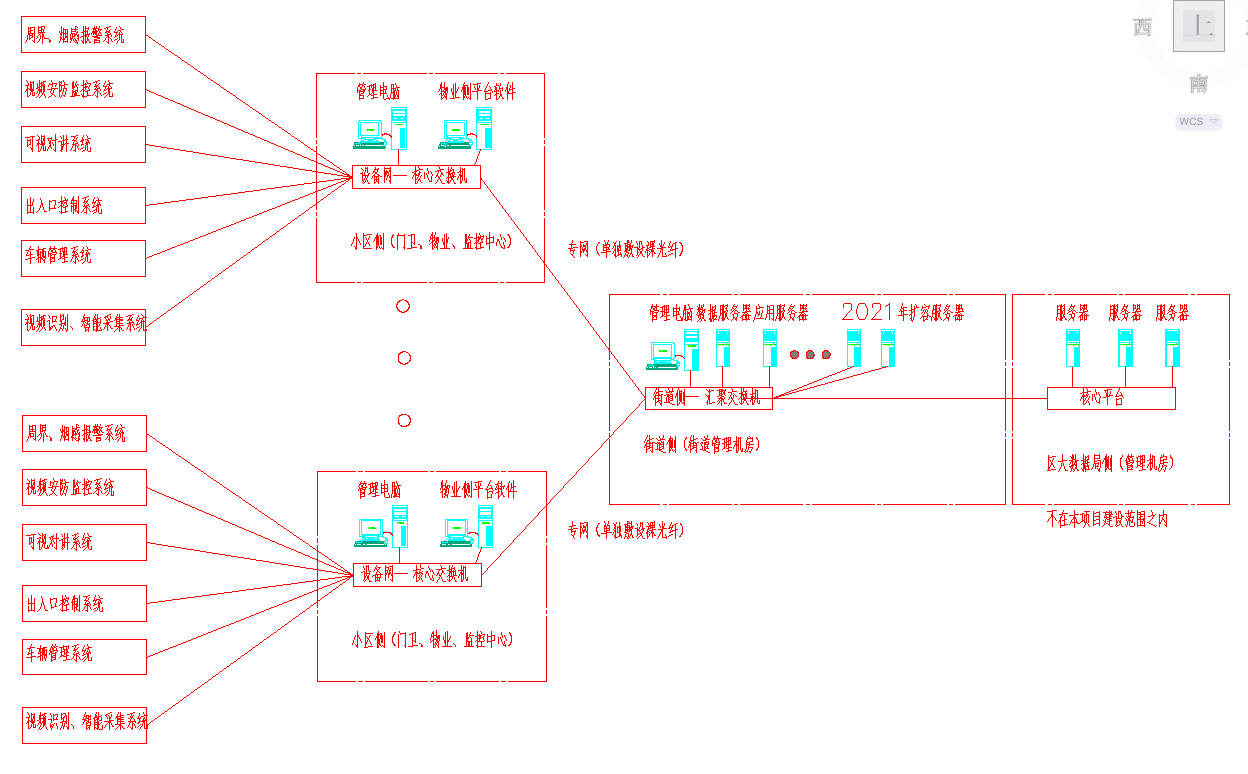 周界、烟感报警系统
视频安防监控系统
可视对讲系统
出入口控制系统
车辆管理系统
视频识别、智能采集系统
管理电脑
物业侧平台软件
设备网— 核心交换机
小区侧（门卫、物业、监控中心）
专网（单独敷设裸光纤）
西
上
南
WCS
管理电脑
数据服务器
应用服务器
2021年扩容服务器
街道侧— 汇聚交换机
街道侧（街道管理机房）
服务器
服务器
服务器
核心平台
区大数据局侧（管理机房）
不在本项目建设范围之内
周界、烟感报警系统
视频安防监控系统
可视对讲系统
出入口控制系统
车辆管理系统
视频识别、智能采集系统
管理电脑
物业侧平台软件
设备网— 核心交换机
小区侧（门卫、物业、监控中心）
专网（单独敷设裸光纤）